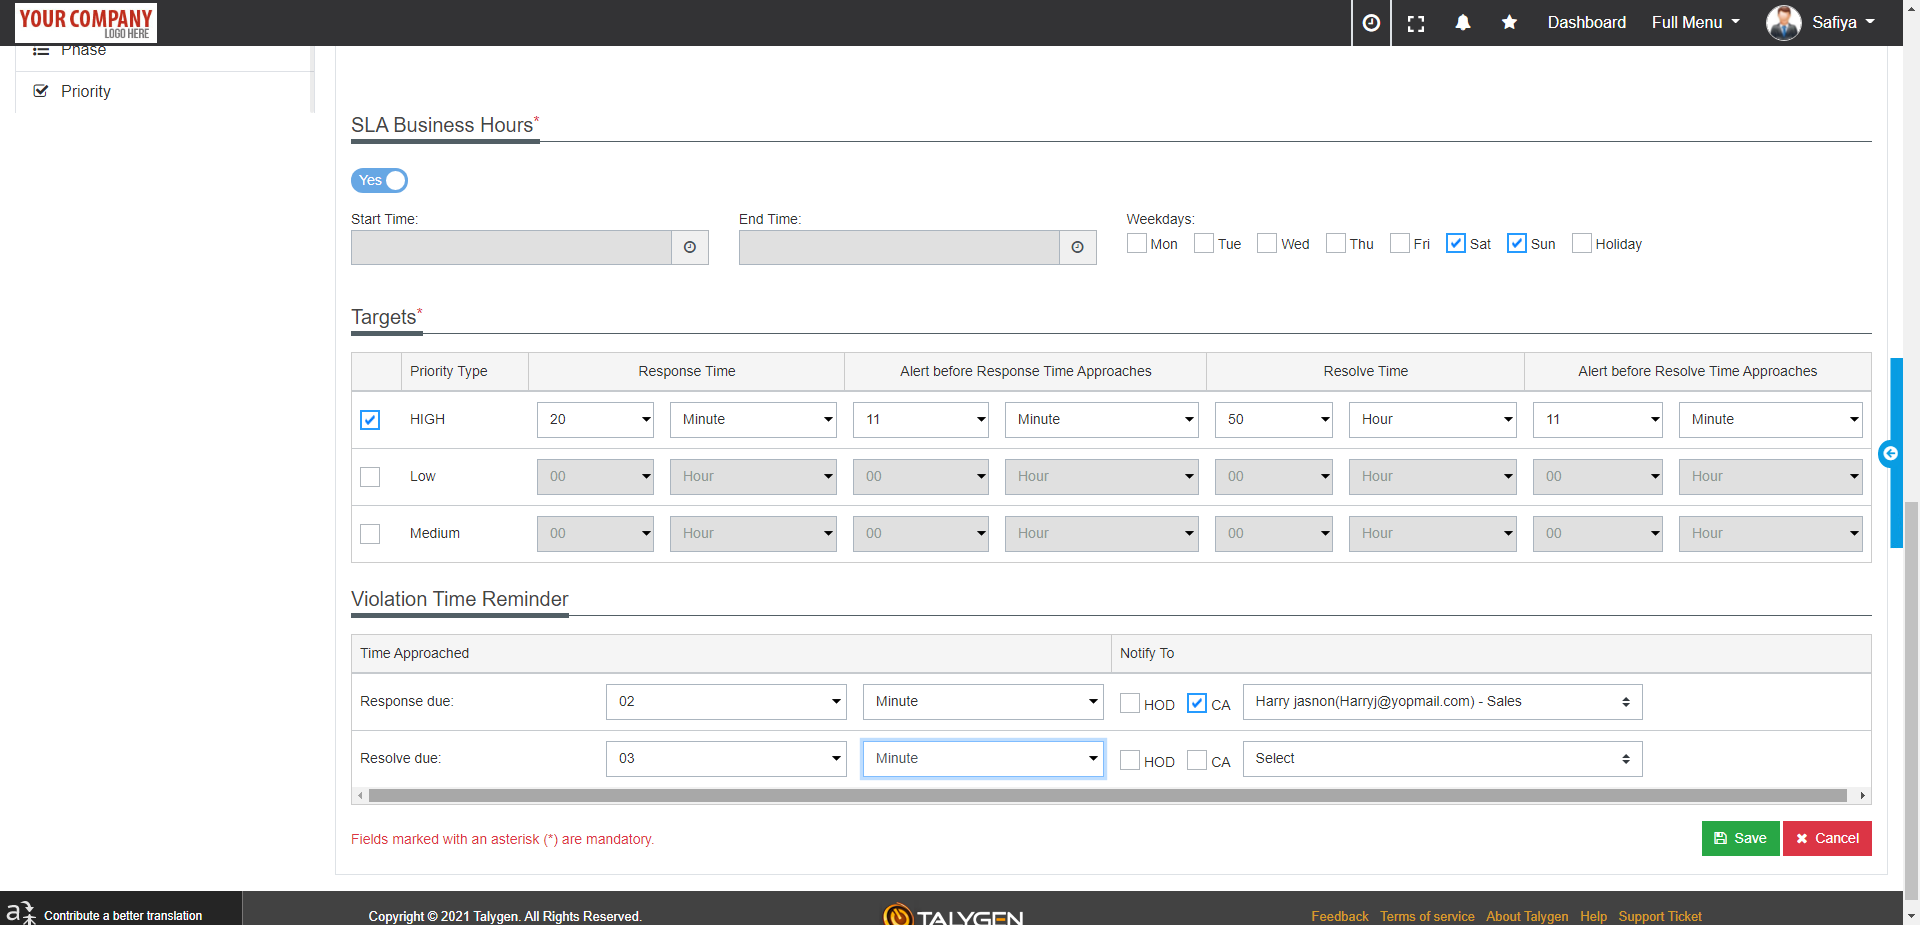 YOUR COMPANY
LOGO HERE
Dashboard
Full Menu
Safiya
Phase
Priority
SLA Business Hours*
Yes
Start Time:
End Time:
Weekdays:
Mon Tue Wed Thu Fri Sat Sun Holiday
Targets*
Priority Type Response Time Alert before Response Time Approaches Resolve Time Alert before Resolve Time Approaches
HIGH 20 Minute 11 Minute 50 Hour 11 Minute
Low 00 Hour 00 Hour 00 Hour 00 Hour
Medium 00 Hour 00 Hour 00 Hour 00 Hour
Violation Time Reminder
Time Approached Notify To
Response due: 02 Minute HOD CA Harry jasnon(Harryj@yopmail.com) - Sales
Resolve due: 03 Minute HOD CA Select
Fields marked with an asterisk (*) are mandatory.
Save Cancel
Contribute a better translation
Copyright © 2021 Talygen. All Rights Reserved.
TALYGEN
Feedback Terms of service About Talygen Help Support Ticket